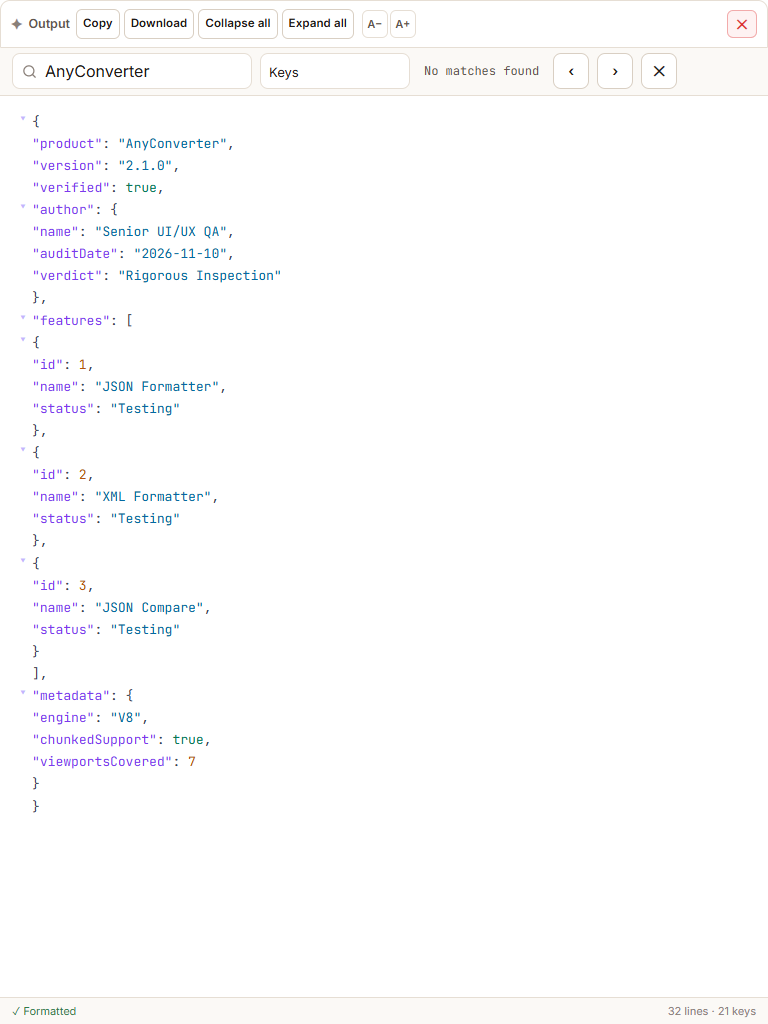 Output Copy Download Collapse all Expand all A− A+
AnyConverter Keys No matches found ‹ ›
{
"product": "AnyConverter",
"version": "2.1.0",
"verified": true,
"author": {
"name": "Senior UI/UX QA",
"auditDate": "2026-11-10",
"verdict": "Rigorous Inspection"
},
"features": [
{
"id": 1,
"name": "JSON Formatter",
"status": "Testing"
},
{
"id": 2,
"name": "XML Formatter",
"status": "Testing"
},
{
"id": 3,
"name": "JSON Compare",
"status": "Testing"
}
],
"metadata": {
"engine": "V8",
"chunkedSupport": true,
"viewportsCovered": 7
}
}
✓ Formatted 32 lines · 21 keys